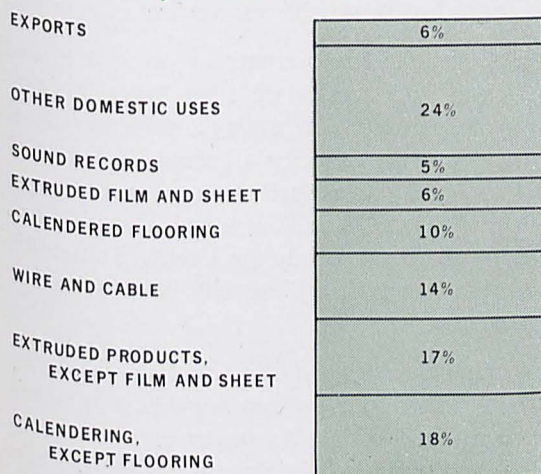 EXPORTS 6%
OTHER DOMESTIC USES 24%
SOUND RECORDS 5%
EXTRUDED FILM AND SHEET 6%
CALENDERED FLOORING 10%
WIRE AND CABLE 14%
EXTRUDED PRODUCTS,
EXCEPT FILM AND SHEET 17%
CALENDERING,
EXCEPT FLOORING 18%